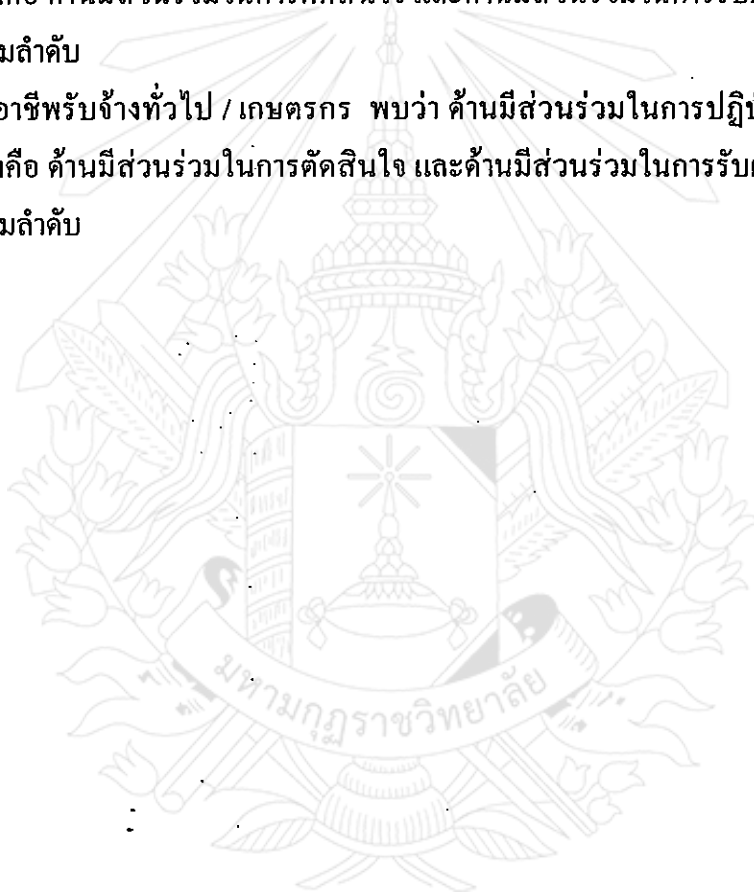 มลำดับ
อาชีพรับจ้างทั่วไป / เกษตรกร พบว่า ด้านมีส่วนร่วมในการปฏิบั
คือ ด้านมีส่วนร่วมในการตัดสินใจ และด้านมีส่วนร่วมในการรับ
มลำดับ
มหามกุฏราชวิทยาลัย